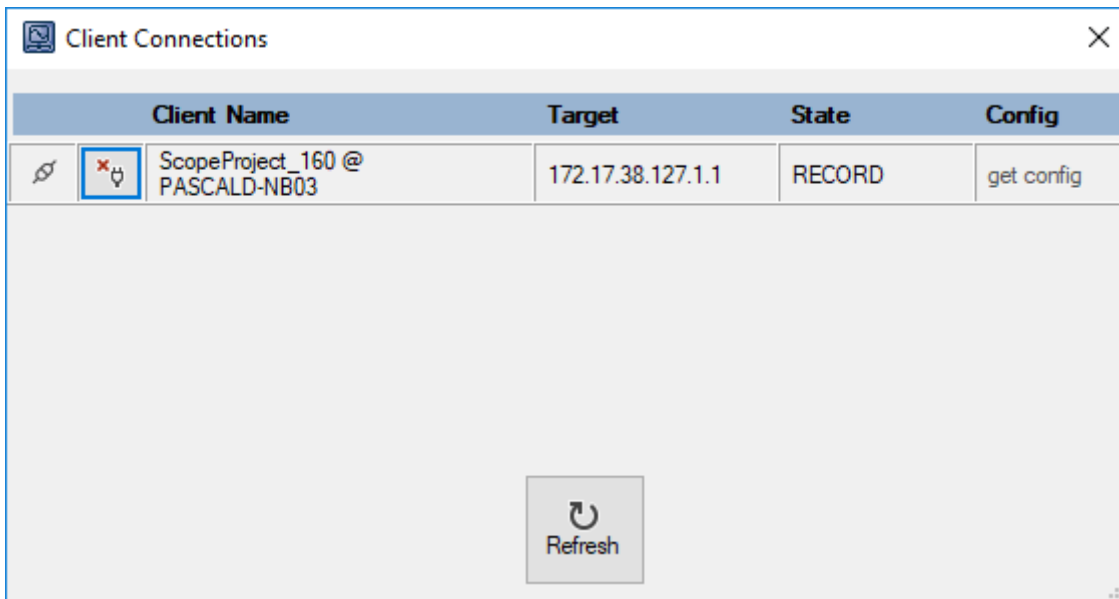 Client Connections
Client Name Target State Config
ScopeProject_160 @
PASCALD-NB03
172.17.38.127.1.1 RECORD get config
Refresh